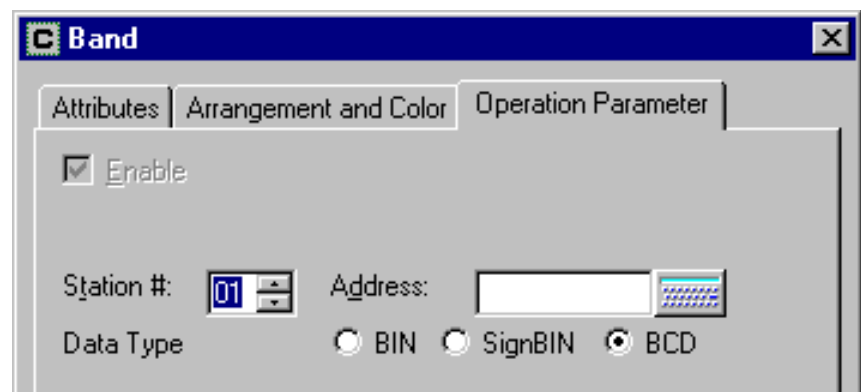 C Band
Attributes Arrangement and Color Operation Parameter
Enable
Station #: 01 Address:
Data Type BIN SignBIN BCD